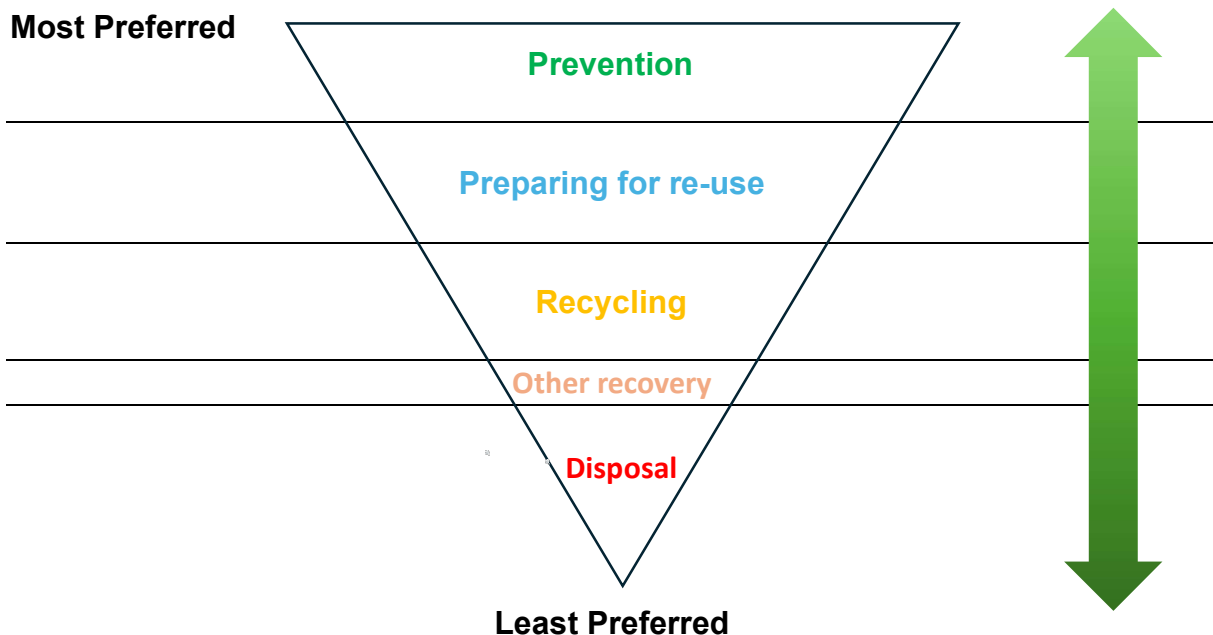 Most Preferred
Prevention
Preparing for re-use
Recycling
Other recovery
Disposal
Least Preferred